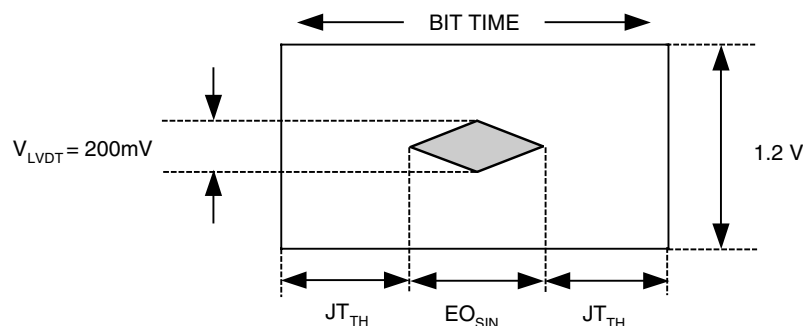 BIT TIME
V_LVDT = 200mV
1.2 V
JT_TH EO_SIN JT_TH